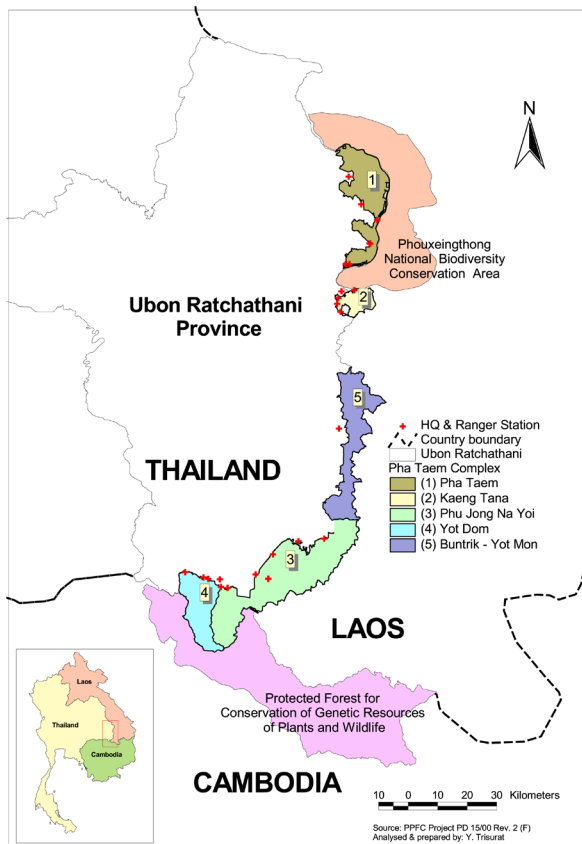 N
1
Phouxeingthong
National Biodiversity
Conservation Area
2
Ubon Ratchathani
Province
5
HQ & Ranger Station
Country boundary
Ubon Ratchathani
Pha Taem Complex
(1) Pha Taem
(2) Kaeng Tana
(3) Phu Jong Na Yoi
(4) Yot Dom
(5) Buntrik - Yot Mon
THAILAND
3
4
LAOS
Protected Forest for
Conservation of Genetic Resources
of Plants and Wildlife
CAMBODIA
Laos
Thailand
Cambodia
10 0 10 20 30 Kilometers
Source: PPFC Project PD 15/00 Rev. 2 (F)
Analysed & prepared by: Y. Trisurat